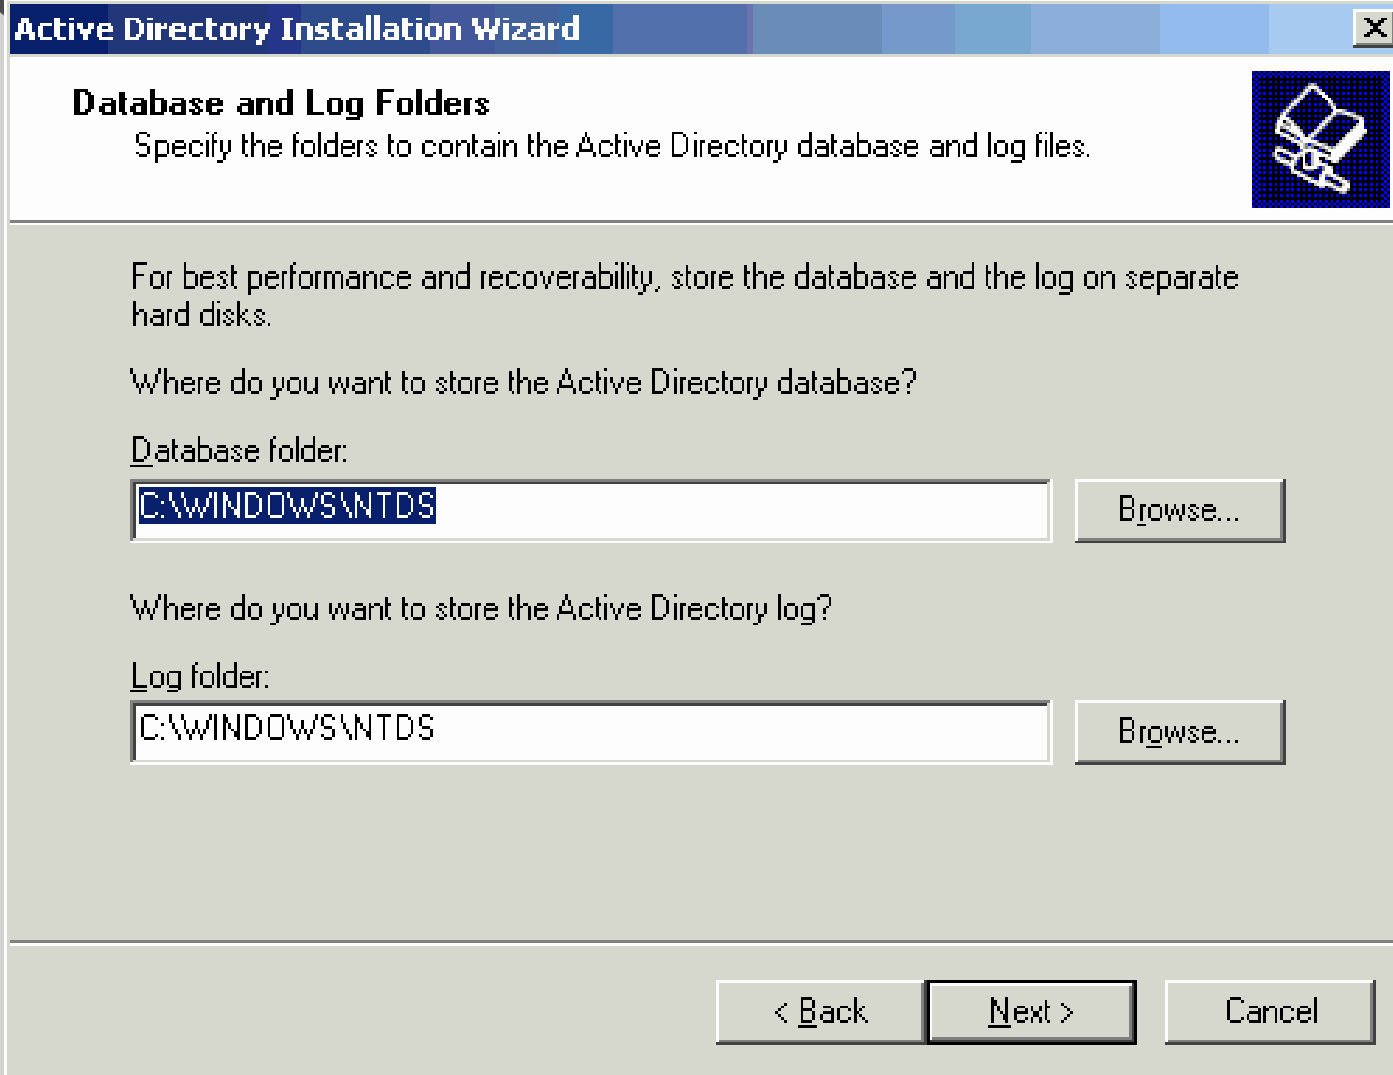 Active Directory Installation Wizard
Database and Log Folders
Specify the folders to contain the Active Directory database and log files.
For best performance and recoverability, store the database and the log on separate
hard disks.
Where do you want to store the Active Directory database?
Database folder:
C:\WINDOWS\NTDS
Browse...
Where do you want to store the Active Directory log?
Log folder:
C:\WINDOWS\NTDS
Browse...
< Back
Next >
Cancel